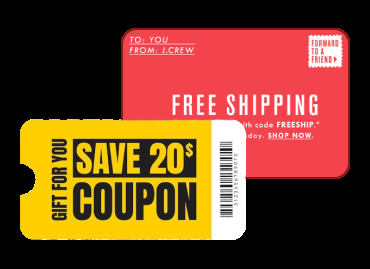 TO: YOU
FROM: J.CREW
FORWARD
TO A
FRIEND
FREE SHIPPING
with code FREESHIP.*
day. SHOP NOW.
GIFT FOR YOU
SAVE 20$
COUPON